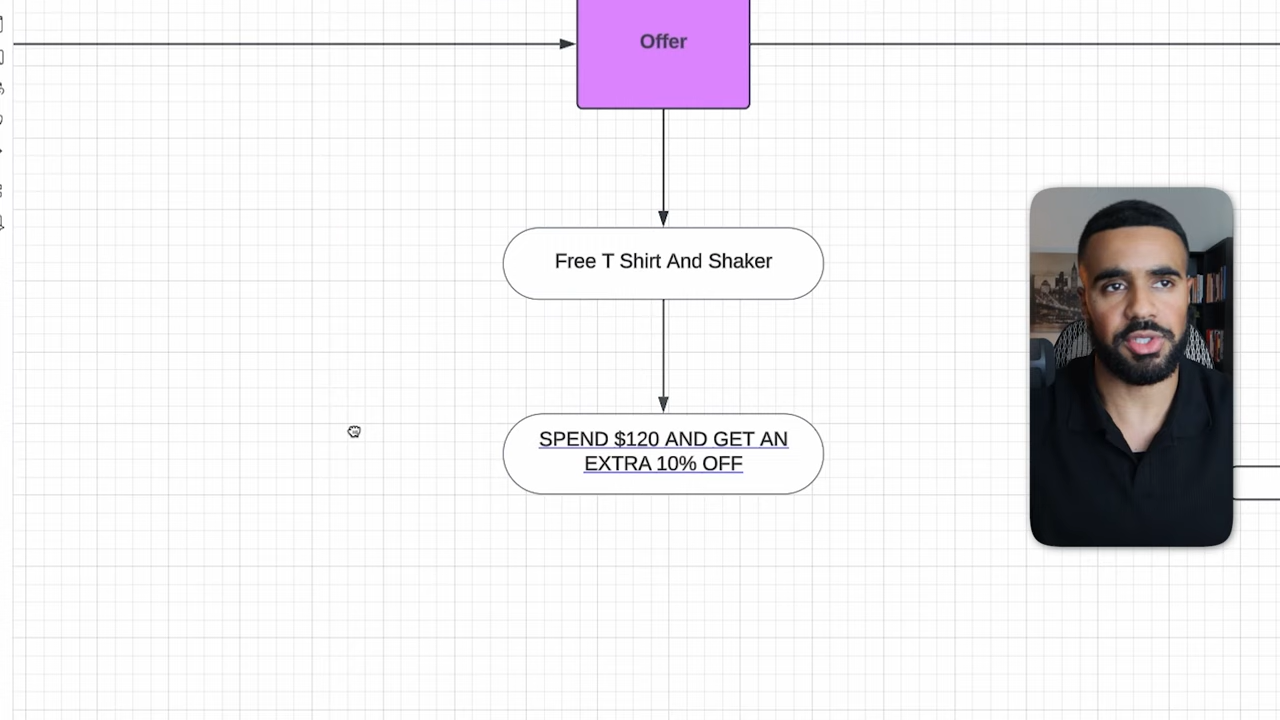 Offer
Free T Shirt And Shaker
SPEND $120 AND GET AN
EXTRA 10% OFF